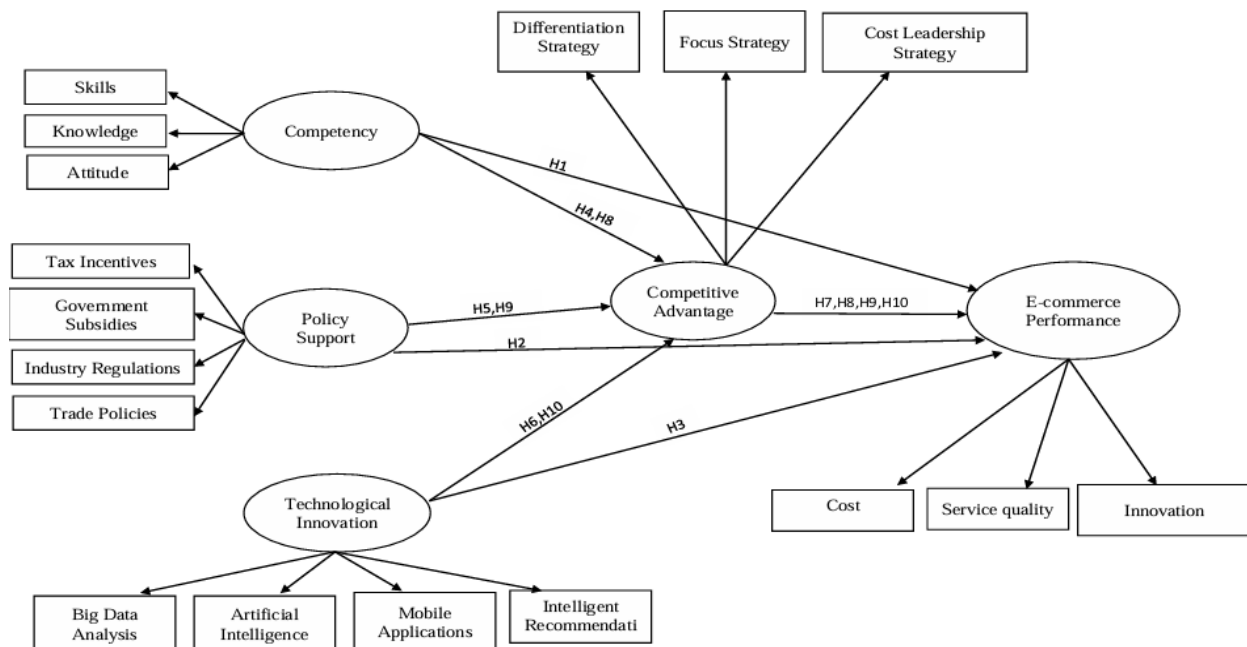 Differentiation
Strategy
Focus Strategy
Cost Leadership
Strategy
Skills
Knowledge
Attitude
Competency
H1
H4,H8
Tax Incentives
Government
Subsidies
Industry Regulations
Trade Policies
Policy
Support
H5,H9
H2
Competitive
Advantage
H7,H8,H9,H10
E-commerce
Performance
H6,H10
H3
Technological
Innovation
Cost
Service quality
Innovation
Big Data
Analysis
Artificial
Intelligence
Mobile
Applications
Intelligent
Recommendati